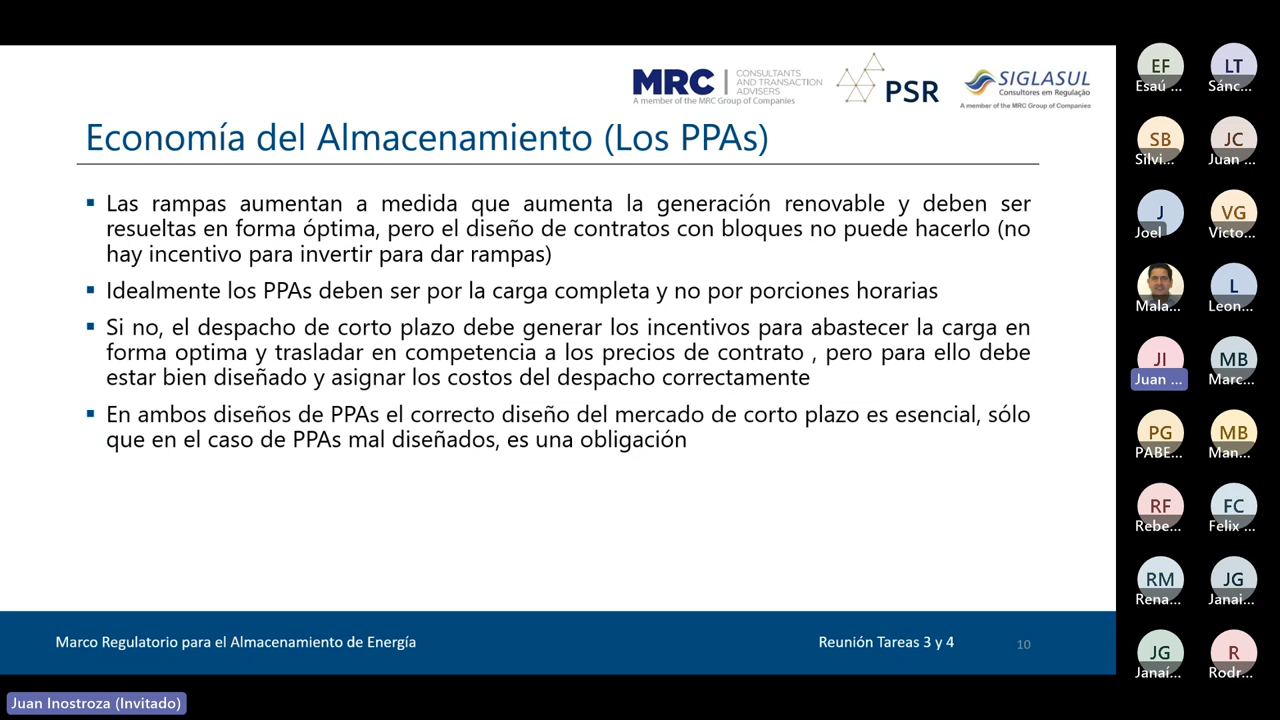 MRC
CONSULTANTS
AND TRANSACTION
ADVISERS
A member of the MRC Group of Companies
PSR
SIGLASUL
Consultores em Regulação
A member of the MRC Group of Companies
Economía del Almacenamiento (Los PPAs)
▪ Las rampas aumentan a medida que aumenta la generación renovable y deben ser
resueltas en forma óptima, pero el diseño de contratos con bloques no puede hacerlo (no
hay incentivo para invertir para dar rampas)
▪ Idealmente los PPAs deben ser por la carga completa y no por porciones horarias
▪ Si no, el despacho de corto plazo debe generar los incentivos para abastecer la carga en
forma optima y trasladar en competencia a los precios de contrato , pero para ello debe
estar bien diseñado y asignar los costos del despacho correctamente
▪ En ambos diseños de PPAs el correcto diseño del mercado de corto plazo es esencial, sólo
que en el caso de PPAs mal diseñados, es una obligación
Marco Regulatorio para el Almacenamiento de Energía
Reunión Tareas 3 y 4
10
EF
LT
Esaú ...
Sánc...
SB
JC
Silvi...
Juan ...
J
VG
Joel
Victo...
L
Mala...
Leon...
JI
MB
Juan ...
Marc...
PG
MB
PABE...
Man...
RF
FC
Rebe...
Felix ...
RM
JG
Rena...
Janai...
JG
R
Janaí...
Rodr...
Juan Inostroza (Invitado)